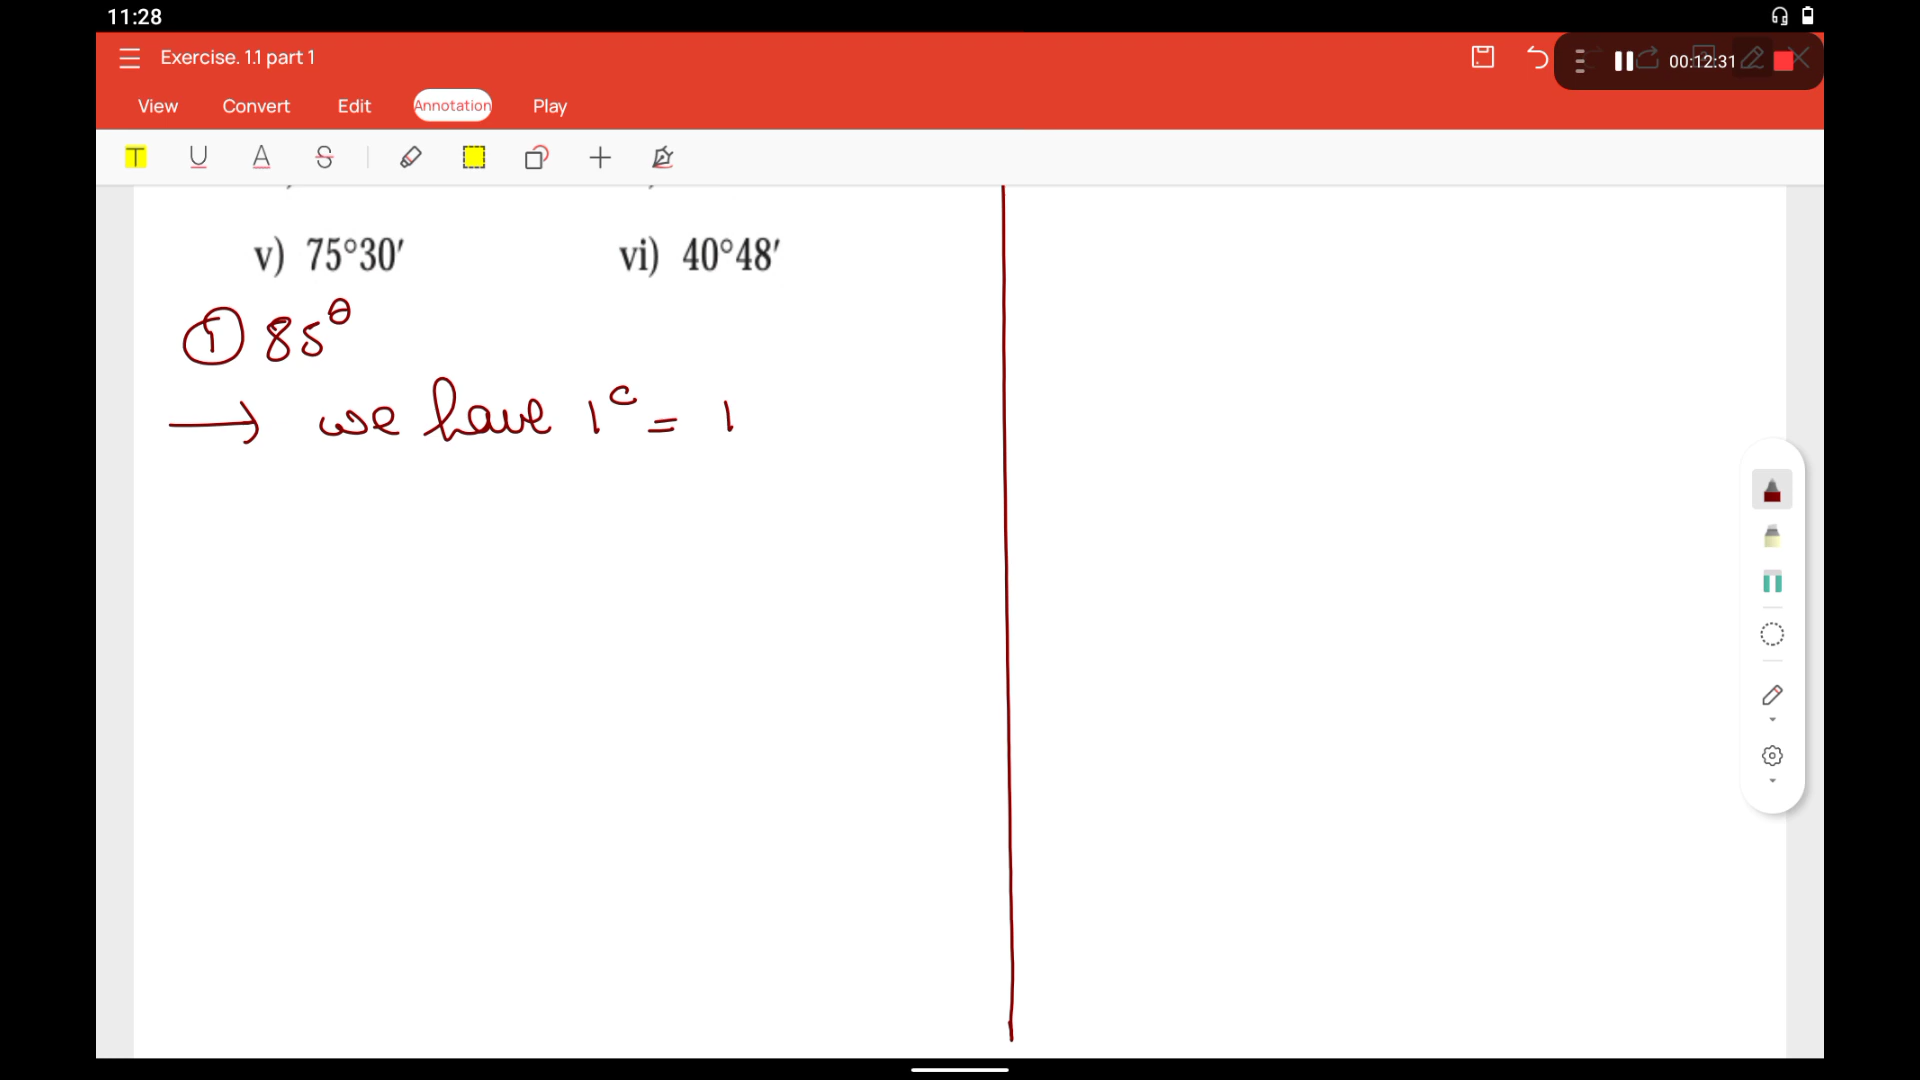 11:28
Exercise. 1.1 part 1
00:12:31
View Convert Edit Annotation Play
T U A S
v) 75°30′ vi) 40°48′
① 85°
→ we have 1ᶜ = 1